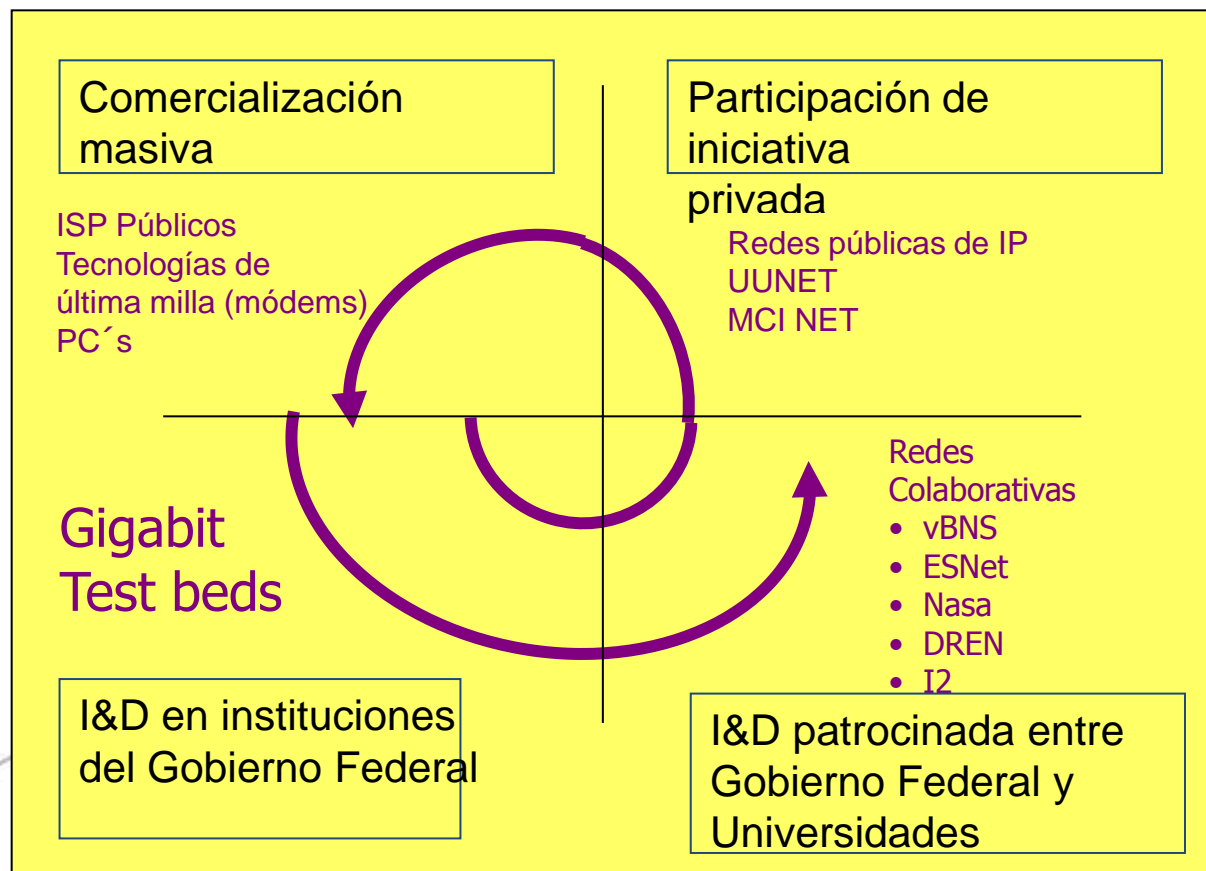 Comercialización
masiva
Participación de
iniciativa
privada
ISP Públicos
Tecnologías de
última milla (módems)
PC´s
Redes públicas de IP
UUNET
MCI NET
Gigabit
Test beds
Redes
Colaborativas
• vBNS
• ESNet
• Nasa
• DREN
• I2
I&D en instituciones
del Gobierno Federal
I&D patrocinada entre
Gobierno Federal y
Universidades